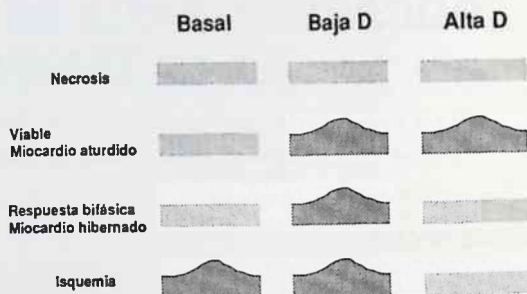 Basal Baja D Alta D
Necrosis
Viable
Miocardio aturdido
Respuesta bifásica
Miocardio hibernado
Isquemia